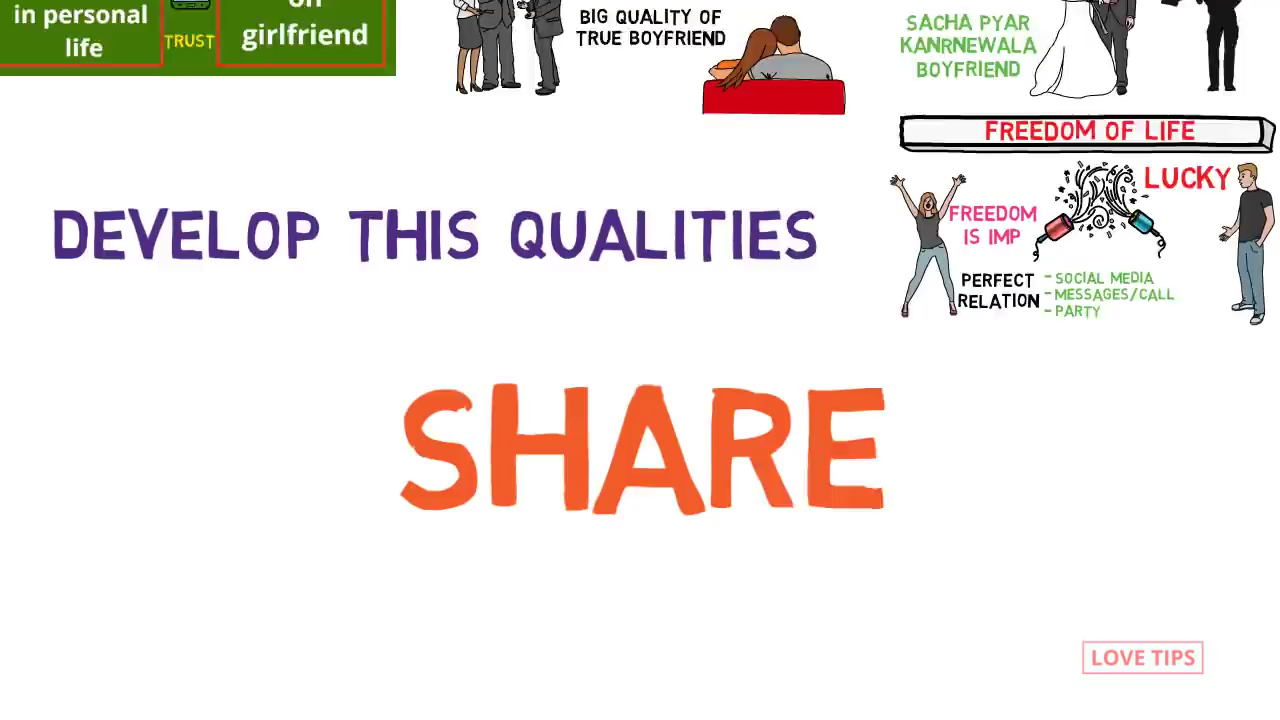 in personal
life
TRUST
on
girlfriend
BIG QUALITY OF
TRUE BOYFRIEND
SACHA PYAR
KANRNEWALA
BOYFRIEND
FREEDOM OF LIFE
LUCKY
FREEDOM
IS IMP
PERFECT
RELATION
- SOCIAL MEDIA
- MESSAGES/CALL
- PARTY
DEVELOP THIS QUALITIES
SHARE
LOVE TIPS